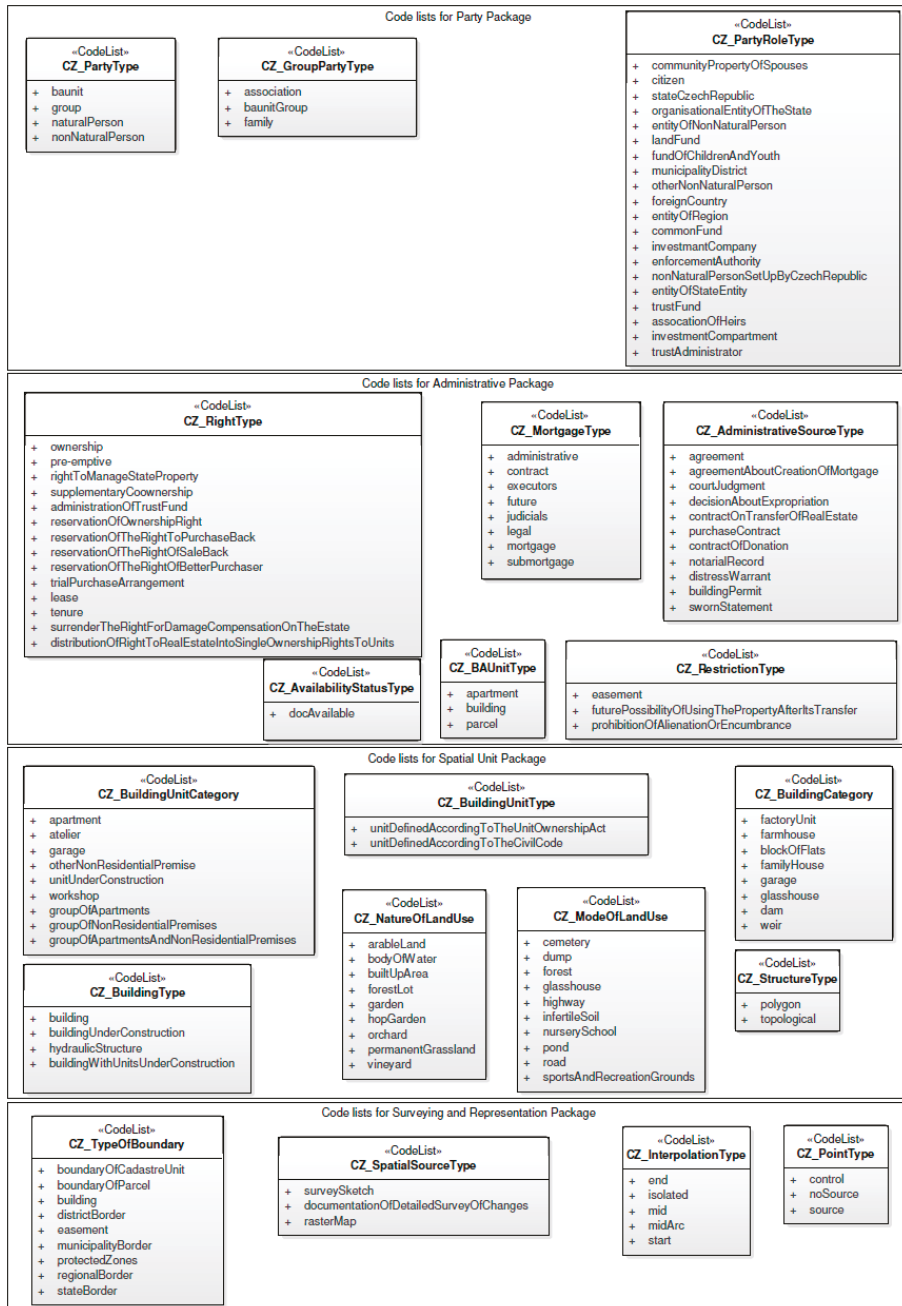 Code lists for Party Package
«CodeList»
CZ_PartyType
+ baunit
+ group
+ naturalPerson
+ nonNaturalPerson
«CodeList»
CZ_GroupPartyType
+ association
+ baunitGroup
+ family
«CodeList»
CZ_PartyRoleType
+ communityPropertyOfSpouses
+ citizen
+ stateCzechRepublic
+ organisationalEntityOfTheState
+ entityOfNonNaturalPerson
+ landFund
+ fundOfChildrenAndYouth
+ municipalityDistrict
+ otherNonNaturalPerson
+ foreignCountry
+ entityOfRegion
+ commonFund
+ investmantCompany
+ enforcementAuthority
+ nonNaturalPersonSetUpByCzechRepublic
+ entityOfStateEntity
+ trustFund
+ assocationOfHeirs
+ investmentCompartment
+ trustAdministrator
Code lists for Administrative Package
«CodeList»
CZ_RightType
+ ownership
+ pre-emptive
+ rightToManageStateProperty
+ supplementaryCoownership
+ administrationOfTrustFund
+ reservationOfOwnershipRight
+ reservationOfTheRightToPurchaseBack
+ reservationOfTheRightOfSaleBack
+ reservationOfTheRightOfBetterPurchaser
+ trialPurchaseArrangement
+ lease
+ tenure
+ surrenderTheRightForDamageCompensationOnTheEstate
+ distributionOfRightToRealEstateIntoSingleOwnershipRightsToUnits
«CodeList»
CZ_MortgageType
+ administrative
+ contract
+ executors
+ future
+ judicials
+ legal
+ mortgage
+ submortgage
«CodeList»
CZ_AdministrativeSourceType
+ agreement
+ agreementAboutCreationOfMortgage
+ courtJudgment
+ decisionAboutExpropriation
+ contractOnTransferOfRealEstate
+ purchaseContract
+ contractOfDonation
+ notarialRecord
+ distressWarrant
+ buildingPermit
+ swornStatement
«CodeList»
CZ_AvailabilityStatusType
+ docAvailable
«CodeList»
CZ_BAUnitType
+ apartment
+ building
+ parcel
«CodeList»
CZ_RestrictionType
+ easement
+ futurePossibilityOfUsingThePropertyAfterItsTransfer
+ prohibitionOfAlienationOrEncumbrance
Code lists for Spatial Unit Package
«CodeList»
CZ_BuildingUnitCategory
+ apartment
+ atelier
+ garage
+ otherNonResidentialPremise
+ unitUnderConstruction
+ workshop
+ groupOfApartments
+ groupOfNonResidentialPremises
+ groupOfApartmentsAndNonResidentialPremises
«CodeList»
CZ_BuildingUnitType
+ unitDefinedAccordingToTheUnitOwnershipAct
+ unitDefinedAccordingToTheCivilCode
«CodeList»
CZ_BuildingCategory
+ factoryUnit
+ farmhouse
+ blockOfFlats
+ familyHouse
+ garage
+ glasshouse
+ dam
+ weir
«CodeList»
CZ_BuildingType
+ building
+ buildingUnderConstruction
+ hydraulicStructure
+ buildingWithUnitsUnderConstruction
«CodeList»
CZ_NatureOfLandUse
+ arableLand
+ bodyOfWater
+ builtUpArea
+ forestLot
+ garden
+ hopGarden
+ orchard
+ permanentGrassland
+ vineyard
«CodeList»
CZ_ModeOfLandUse
+ cemetery
+ dump
+ forest
+ glasshouse
+ highway
+ infertileSoil
+ nurserySchool
+ pond
+ road
+ sportsAndRecreationGrounds
«CodeList»
CZ_StructureType
+ polygon
+ topological
Code lists for Surveying and Representation Package
«CodeList»
CZ_TypeOfBoundary
+ boundaryOfCadastreUnit
+ boundaryOfParcel
+ building
+ districtBorder
+ easement
+ municipalityBorder
+ protectedZones
+ regionalBorder
+ stateBorder
«CodeList»
CZ_SpatialSourceType
+ surveySketch
+ documentationOfDetailedSurveyOfChanges
+ rasterMap
«CodeList»
CZ_InterpolationType
+ end
+ isolated
+ mid
+ midArc
+ start
«CodeList»
CZ_PointType
+ control
+ noSource
+ source